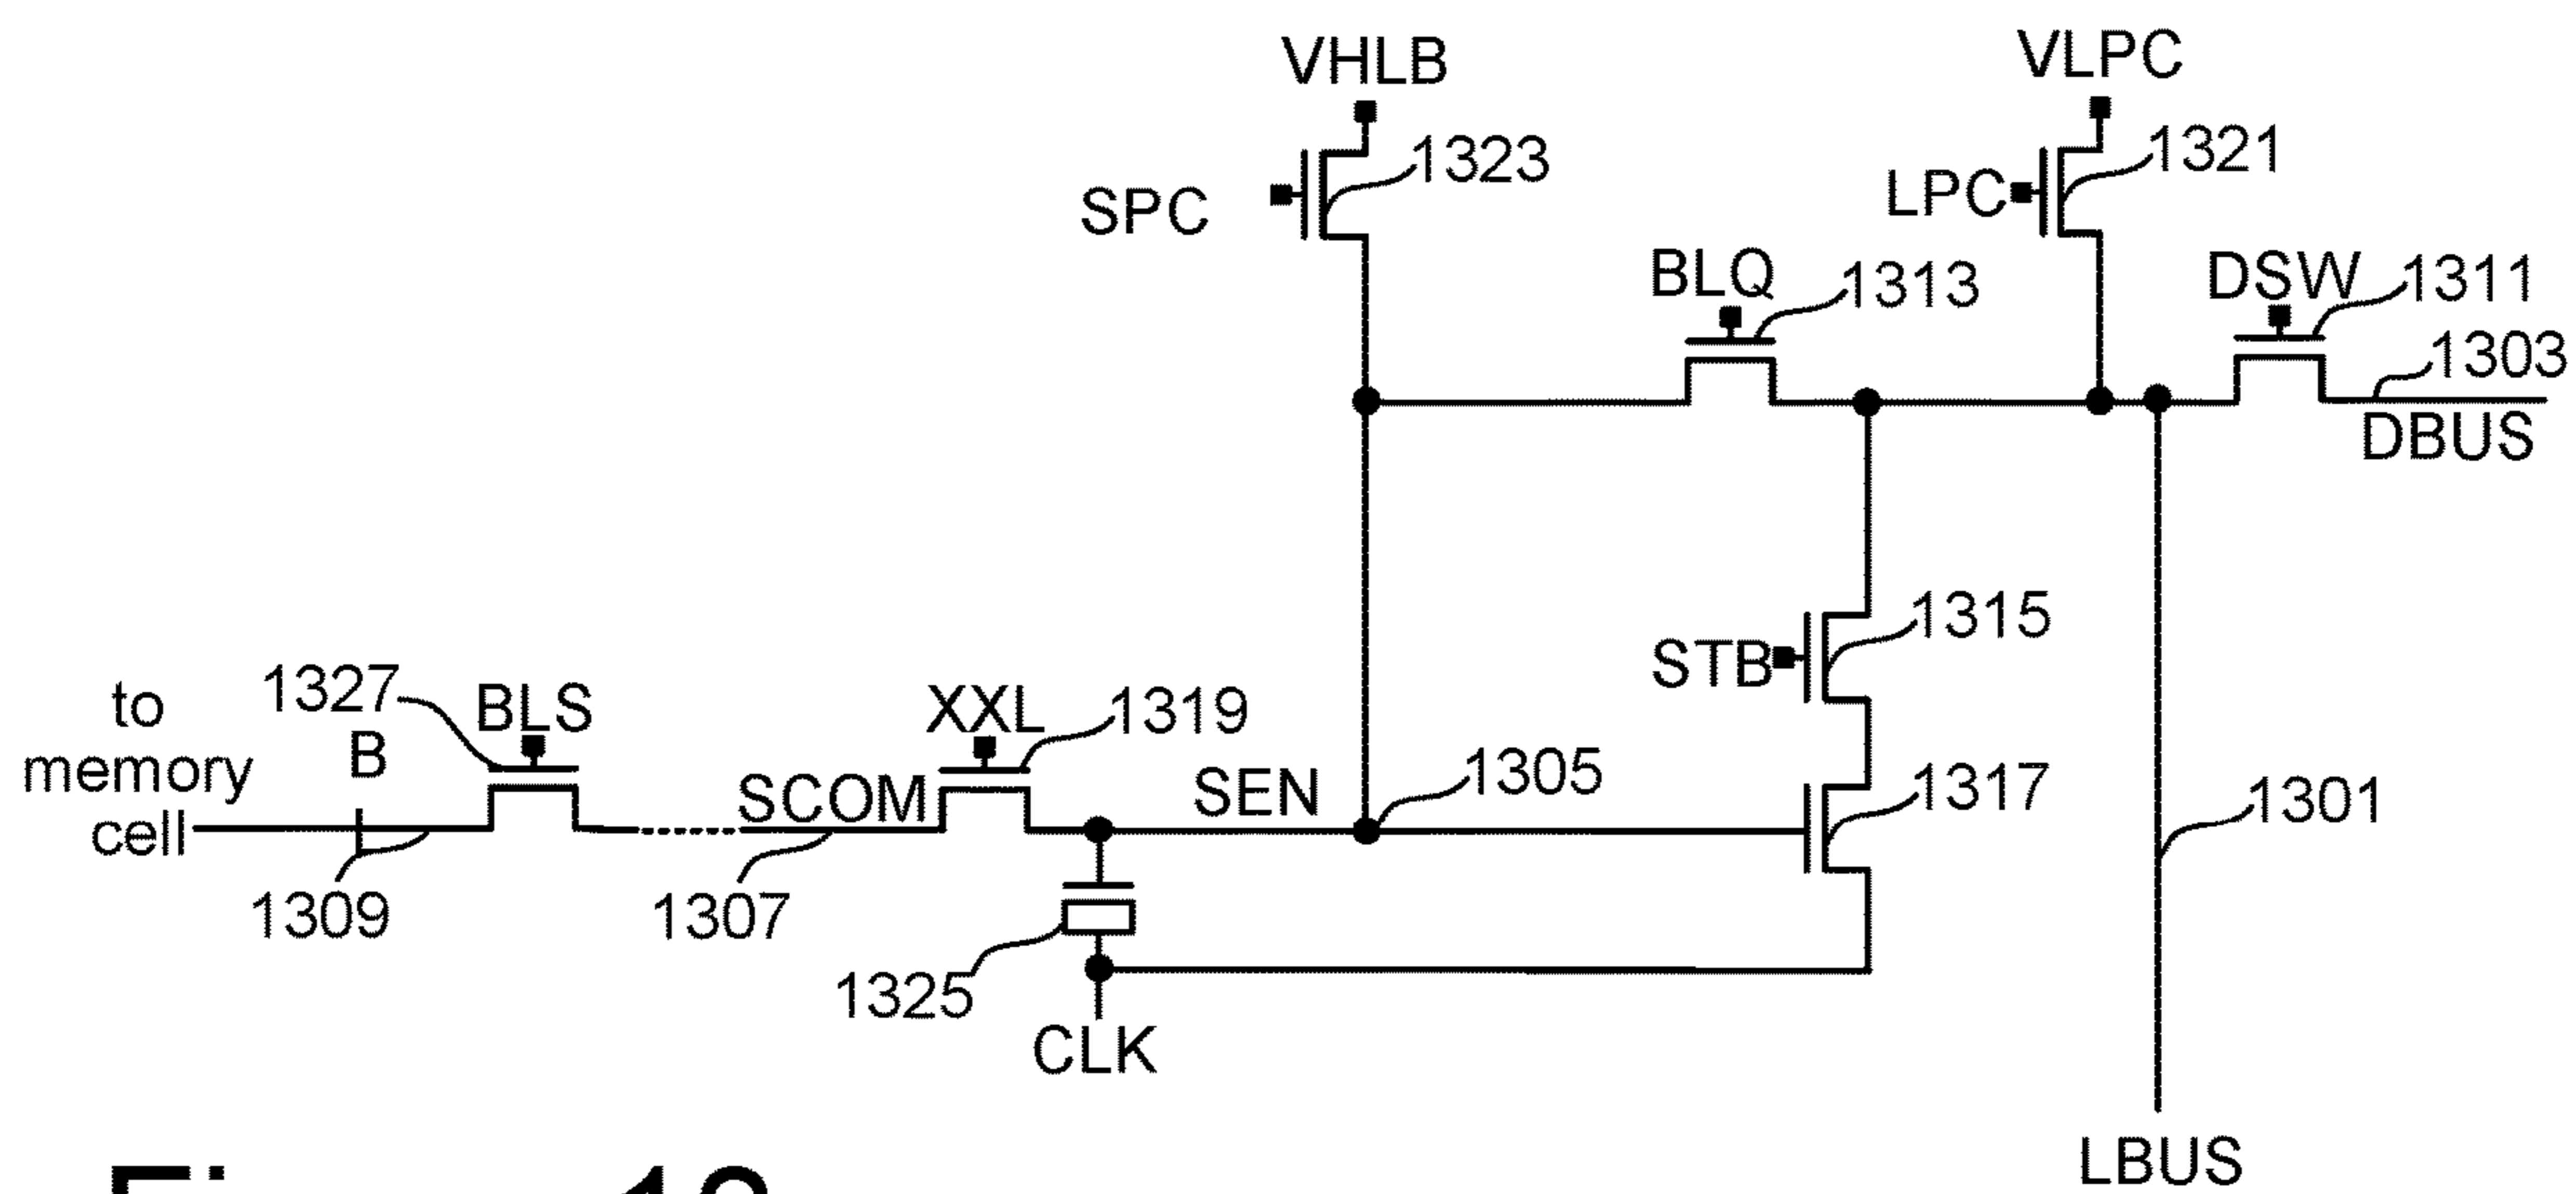 VHLB
VLPC
1323
1321
SPC
LPC
BLQ
1313
DSW
1311
1303
DBUS
1315
STB
to
memory
cell
1327
B
BLS
XXL
1319
SCOM
SEN
1305
1317
1301
1309
1307
1325
CLK
LBUS